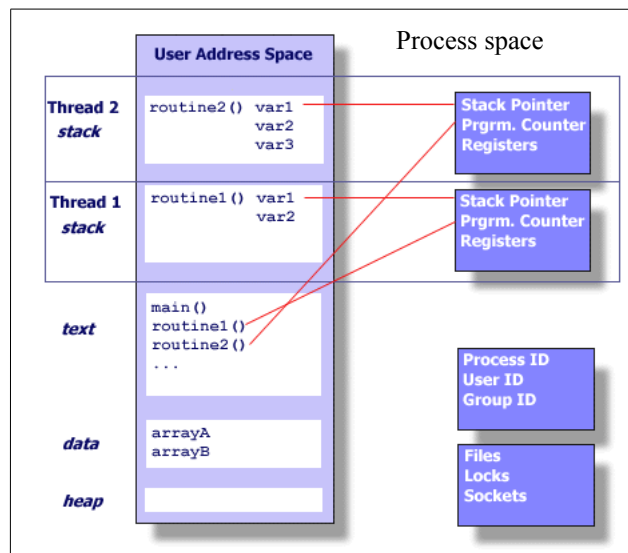 Process space
User Address Space
Thread 2
stack
routine2() var1
var2
var3
Stack Pointer
Prgrm. Counter
Registers
Thread 1
stack
routine1() var1
var2
Stack Pointer
Prgrm. Counter
Registers
text
main()
routine1()
routine2()
...
Process ID
User ID
Group ID
data
arrayA
arrayB
Files
Locks
Sockets
heap